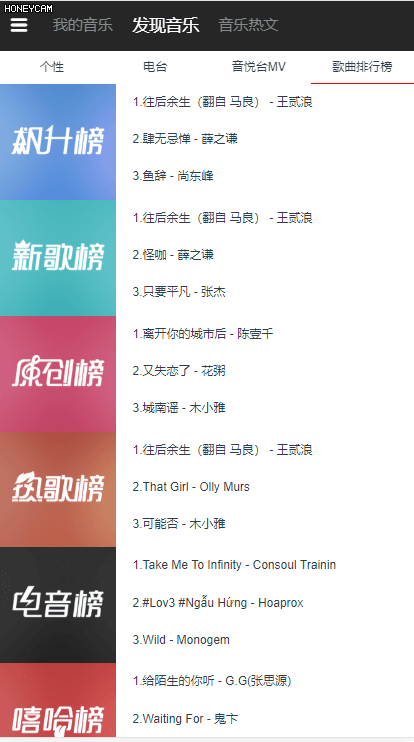 HONEYCAM
我的音乐 发现音乐 音乐热文
个性 电台 音悦台MV 歌曲排行榜
飙升榜
1.往后余生（翻自 马良） - 王贰浪
2.肆无忌惮 - 薛之谦
3.鱼辞 - 尚东峰
新歌榜
1.往后余生（翻自 马良） - 王贰浪
2.怪咖 - 薛之谦
3.只要平凡 - 张杰
原创榜
1.离开你的城市后 - 陈壹千
2.又失恋了 - 花粥
3.城南谣 - 木小雅
热歌榜
1.往后余生（翻自 马良） - 王贰浪
2.That Girl - Olly Murs
3.可能否 - 木小雅
电音榜
1.Take Me To Infinity - Consoul Trainin
2.#Lov3 #Ngẫu Hứng - Hoaprox
3.Wild - Monogem
嘻哈榜
1.给陌生的你听 - G.G(张思源)
2.Waiting For - 鬼卞